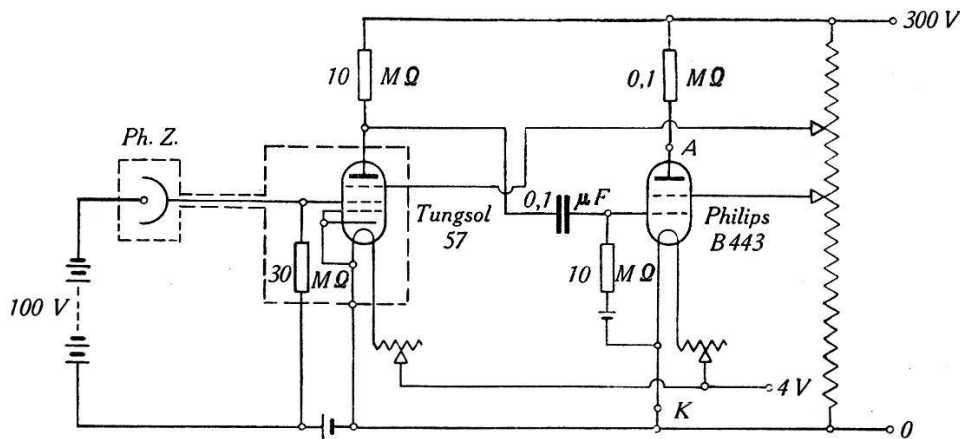 300 V
10 MΩ
0,1 MΩ
Ph. Z.
A
Tungsol
57
0,1 μF
Philips
B 443
30 MΩ
10 MΩ
100 V
4 V
K
0